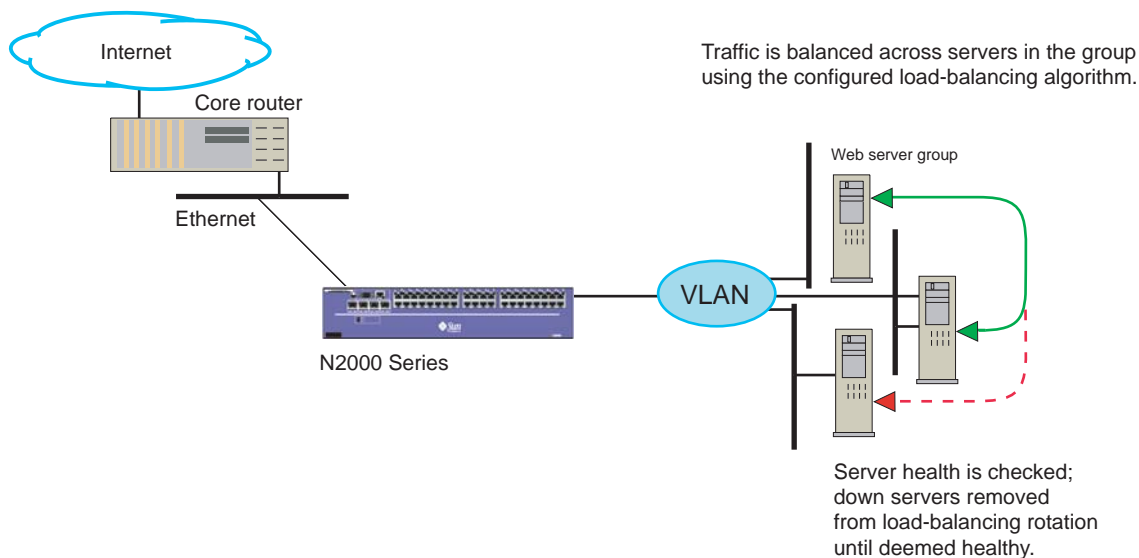 Internet
Traffic is balanced across servers in the group
using the configured load-balancing algorithm.
Core router
Web server group
Ethernet
VLAN
Sun
N2000 Series
Server health is checked;
down servers removed
from load-balancing rotation
until deemed healthy.